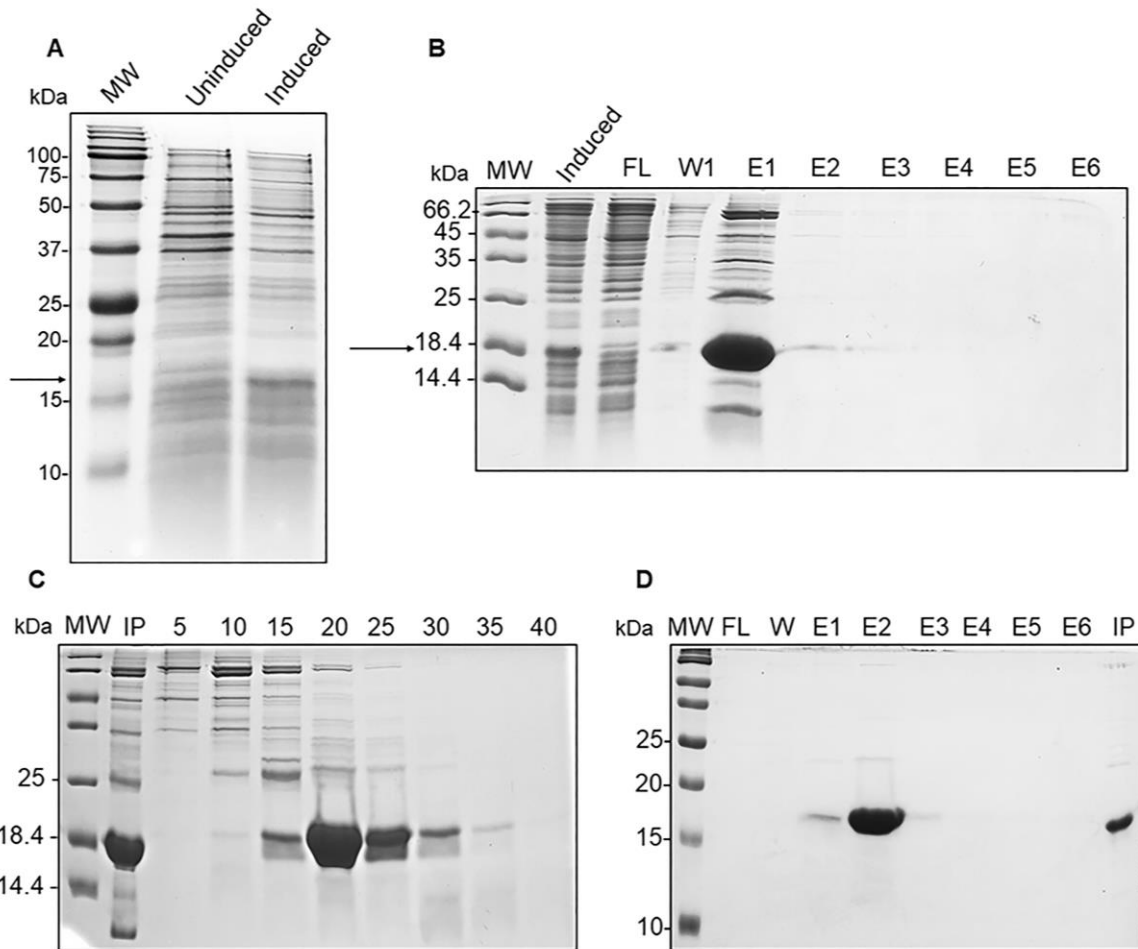 A
kDa MW Uninduced Induced
100-
75-
50-
37-
25-
20-
15-
10-
B
kDa MW Induced FL W1 E1 E2 E3 E4 E5 E6
66.2-
45-
35-
25-
18.4
14.4-
C
kDa MW IP 5 10 15 20 25 30 35 40
25-
18.4-
14.4-
D
kDa MW FL W E1 E2 E3 E4 E5 E6 IP
25-
20-
15-
10-